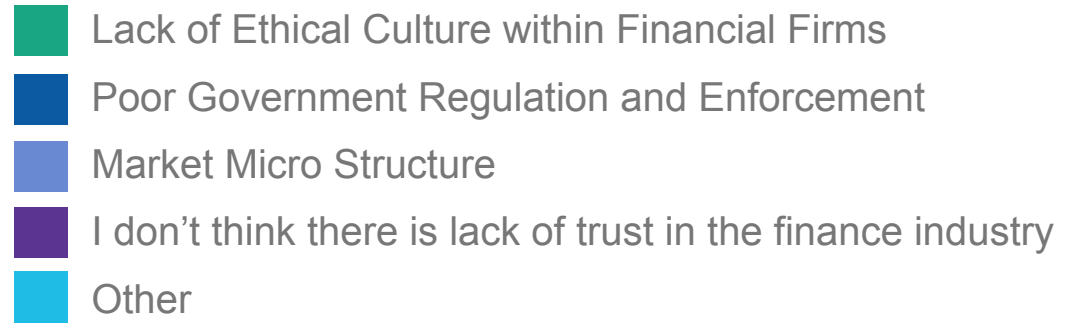 Lack of Ethical Culture within Financial Firms
Poor Government Regulation and Enforcement
Market Micro Structure
I don’t think there is lack of trust in the finance industry
Other